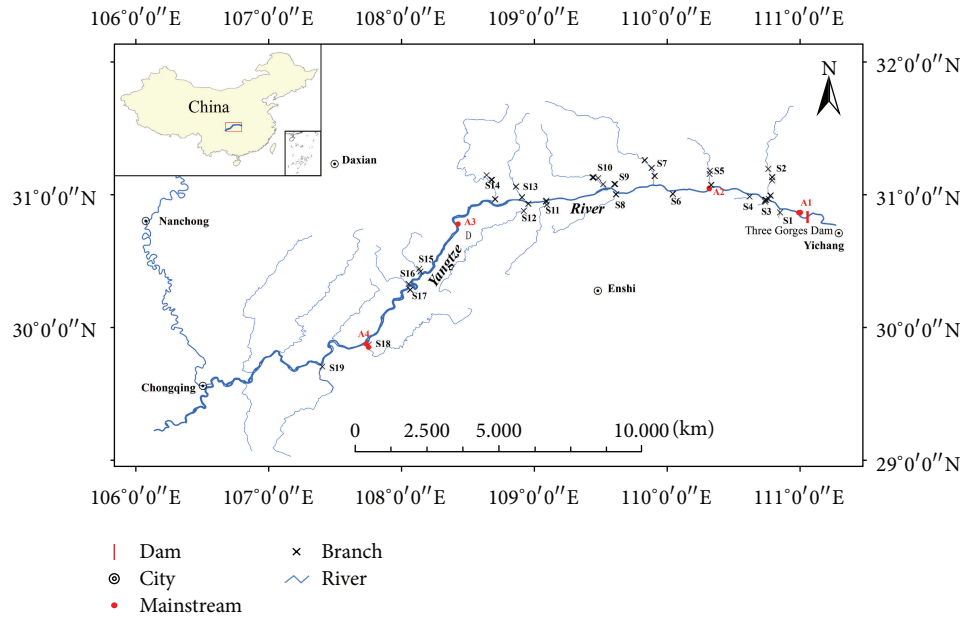 106°0′0″E 107°0′0″E 108°0′0″E 109°0′0″E 110°0′0″E 111°0′0″E
32°0′0″N
N
China
Daxian
S7
S10
S5
S2
S9
S14
S13
31°0′0″N 31°0′0″N
A2
S4
A1
S3
S6
S8
S11
River
S12
S1
Nanchong
A3
D
Three Gorges Dam
Yichang
Yangtze
S15
S16
S17
Enshi
30°0′0″N 30°0′0″N
A4
S18
S19
Chongqing
0 2.500 5.000 10.000 (km)
29°0′0″N
106°0′0″E 107°0′0″E 108°0′0″E 109°0′0″E 110°0′0″E 111°0′0″E
Dam
City
Mainstream
Branch
River